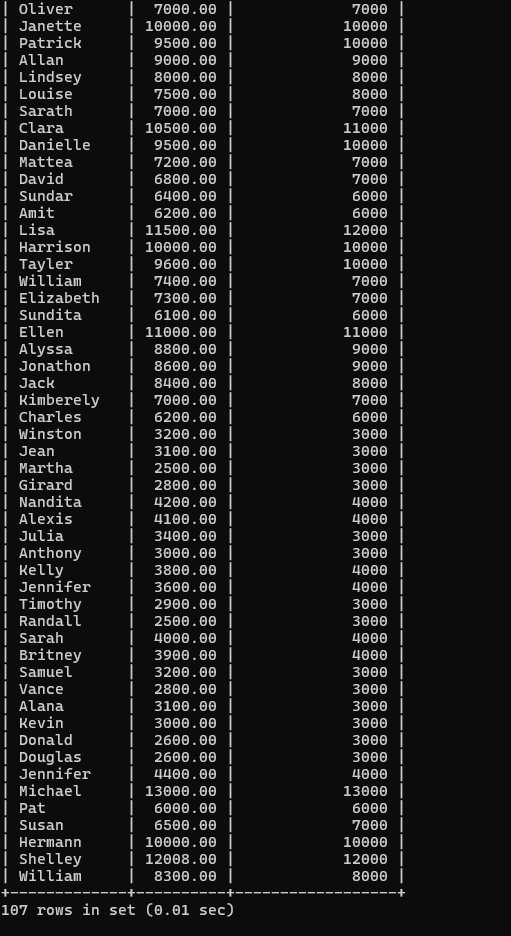 | Oliver      |  7000.00 |              7000 |
| Janette     | 10000.00 |             10000 |
| Patrick     |  9500.00 |             10000 |
| Allan       |  9000.00 |              9000 |
| Lindsey     |  8000.00 |              8000 |
| Louise      |  7500.00 |              8000 |
| Sarath      |  7000.00 |              7000 |
| Clara       | 10500.00 |             11000 |
| Danielle    |  9500.00 |             10000 |
| Mattea      |  7200.00 |              7000 |
| David       |  6800.00 |              7000 |
| Sundar      |  6400.00 |              6000 |
| Amit        |  6200.00 |              6000 |
| Lisa        | 11500.00 |             12000 |
| Harrison    | 10000.00 |             10000 |
| Tayler      |  9600.00 |             10000 |
| William     |  7400.00 |              7000 |
| Elizabeth   |  7300.00 |              7000 |
| Sundita     |  6100.00 |              6000 |
| Ellen       | 11000.00 |             11000 |
| Alyssa      |  8800.00 |              9000 |
| Jonathon    |  8600.00 |              9000 |
| Jack        |  8400.00 |              8000 |
| Kimberely   |  7000.00 |              7000 |
| Charles     |  6200.00 |              6000 |
| Winston     |  3200.00 |              3000 |
| Jean        |  3100.00 |              3000 |
| Martha      |  2500.00 |              3000 |
| Girard      |  2800.00 |              3000 |
| Nandita     |  4200.00 |              4000 |
| Alexis      |  4100.00 |              4000 |
| Julia       |  3400.00 |              3000 |
| Anthony     |  3000.00 |              3000 |
| Kelly       |  3800.00 |              4000 |
| Jennifer    |  3600.00 |              4000 |
| Timothy     |  2900.00 |              3000 |
| Randall     |  2500.00 |              3000 |
| Sarah       |  4000.00 |              4000 |
| Britney     |  3900.00 |              4000 |
| Samuel      |  3200.00 |              3000 |
| Vance       |  2800.00 |              3000 |
| Alana       |  3100.00 |              3000 |
| Kevin       |  3000.00 |              3000 |
| Donald      |  2600.00 |              3000 |
| Douglas     |  2600.00 |              3000 |
| Jennifer    |  4400.00 |              4000 |
| Michael     | 13000.00 |             13000 |
| Pat         |  6000.00 |              6000 |
| Susan       |  6500.00 |              7000 |
| Hermann     | 10000.00 |             10000 |
| Shelley     | 12008.00 |             12000 |
| William     |  8300.00 |              8000 |
+-------------+----------+-------------------+
107 rows in set (0.01 sec)